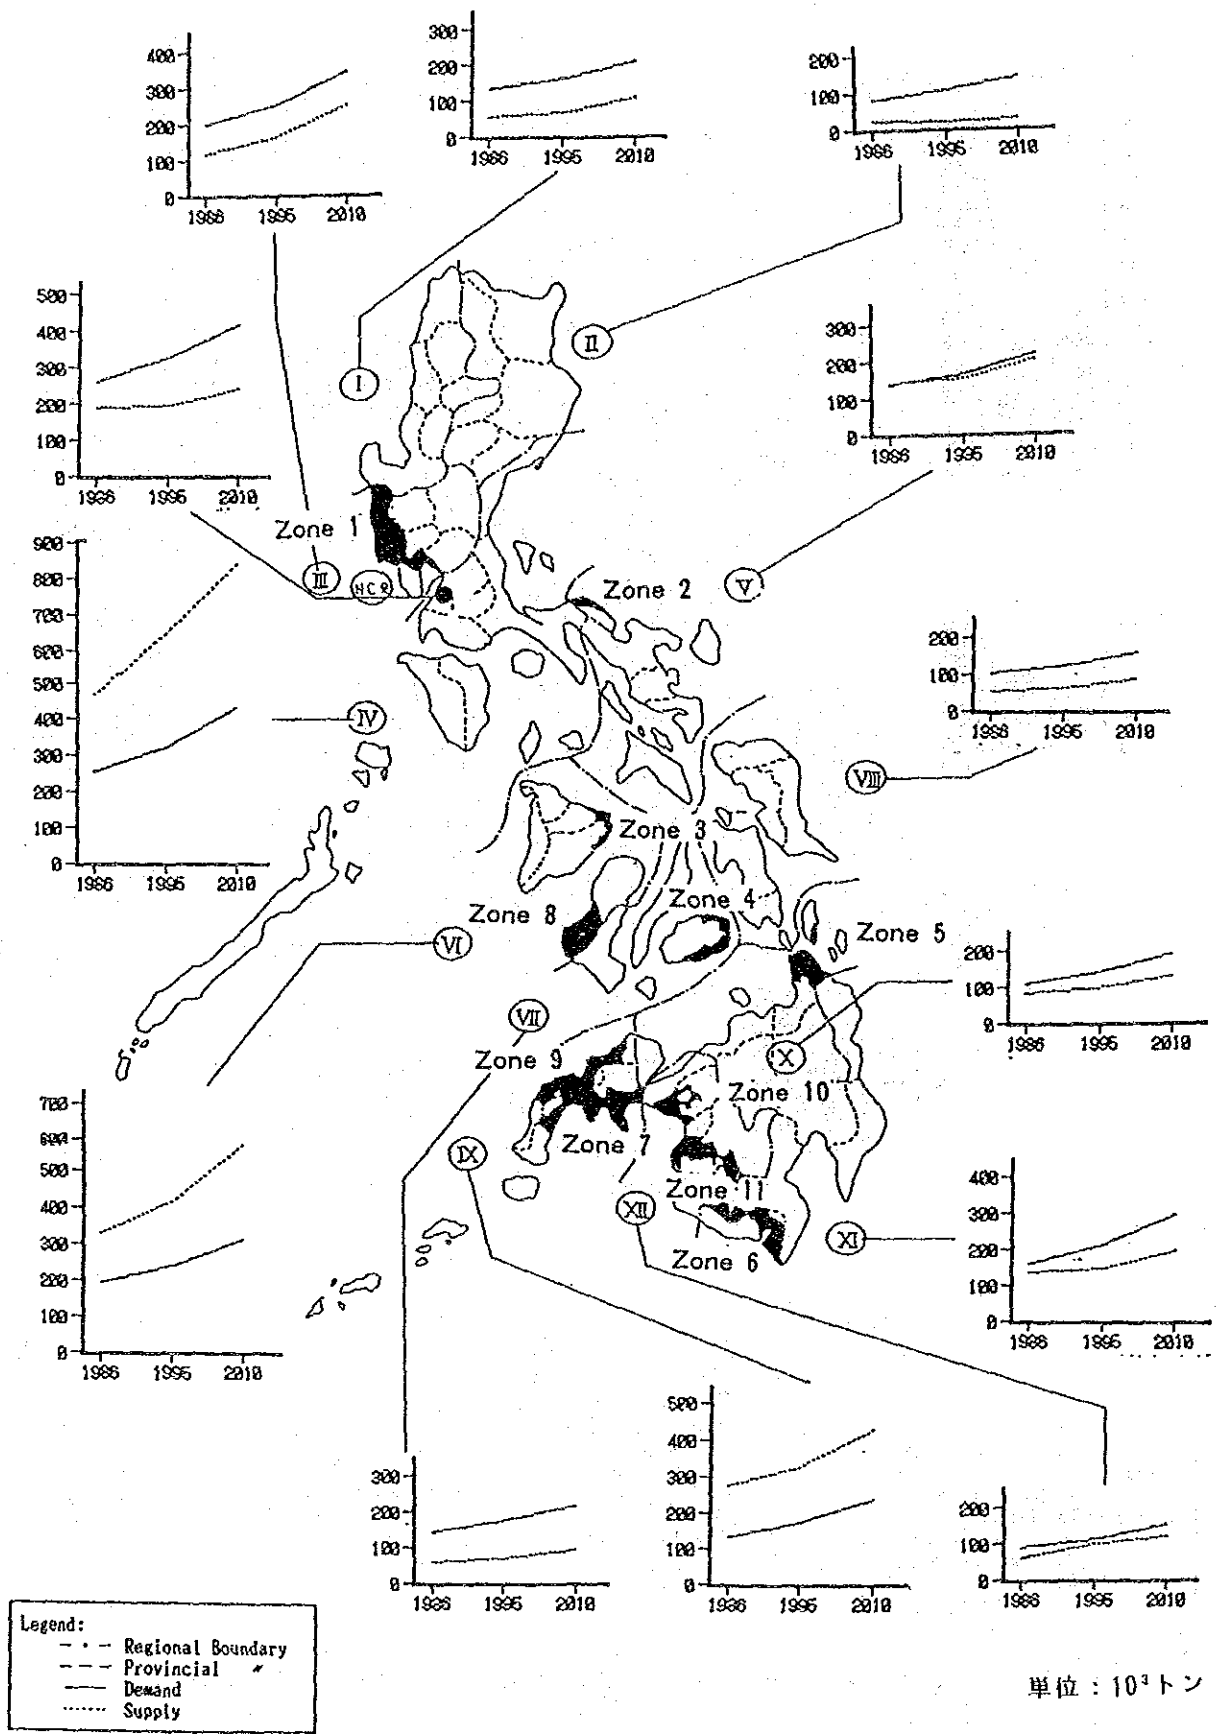 400
300
200
100
0
1986 1995 2010
300
200
100
0
1986 1995 2010
200
100
0
1986 1995 2010
500
400
300
200
100
0
1986 1995 2010
I
II
300
200
100
0
1986 1995 2010
Zone 1
III
NCR
Zone 2
V
900
800
700
600
500
400
300
200
100
0
1986 1995 2010
IV
200
100
0
1986 1995 2010
VIII
Zone 3
Zone 4
Zone 8
Zone 5
VI
200
100
0
1986 1995 2010
VII
Zone 9
X
Zone 10
700
600
500
400
300
200
100
0
1986 1995 2010
Zone 7
IX
Zone 11
XII
XI
Zone 6
400
300
200
100
0
1986 1995 2010
300
200
100
0
1986 1995 2010
500
400
300
200
100
0
1986 1995 2010
200
100
0
1986 1995 2010
Legend:
Regional Boundary
Provincial 〃
Demand
Supply
単位：10³トン